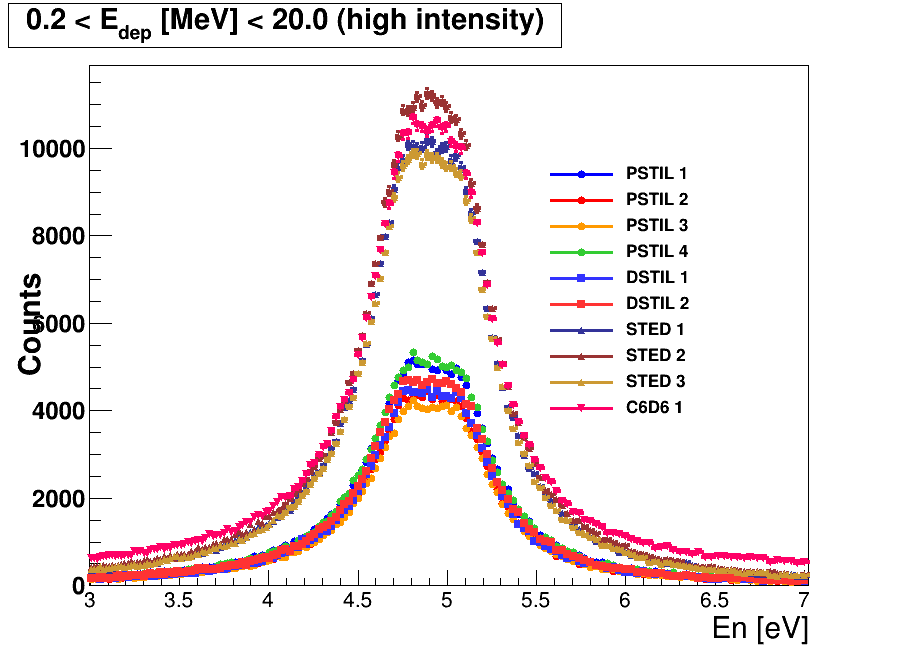 0.2 < E_dep [MeV] < 20.0 (high intensity)
Counts
10000
8000
6000
4000
2000
0
3 3.5 4 4.5 5 5.5 6 6.5 7
En [eV]
PSTIL 1
PSTIL 2
PSTIL 3
PSTIL 4
DSTIL 1
DSTIL 2
STED 1
STED 2
STED 3
C6D6 1